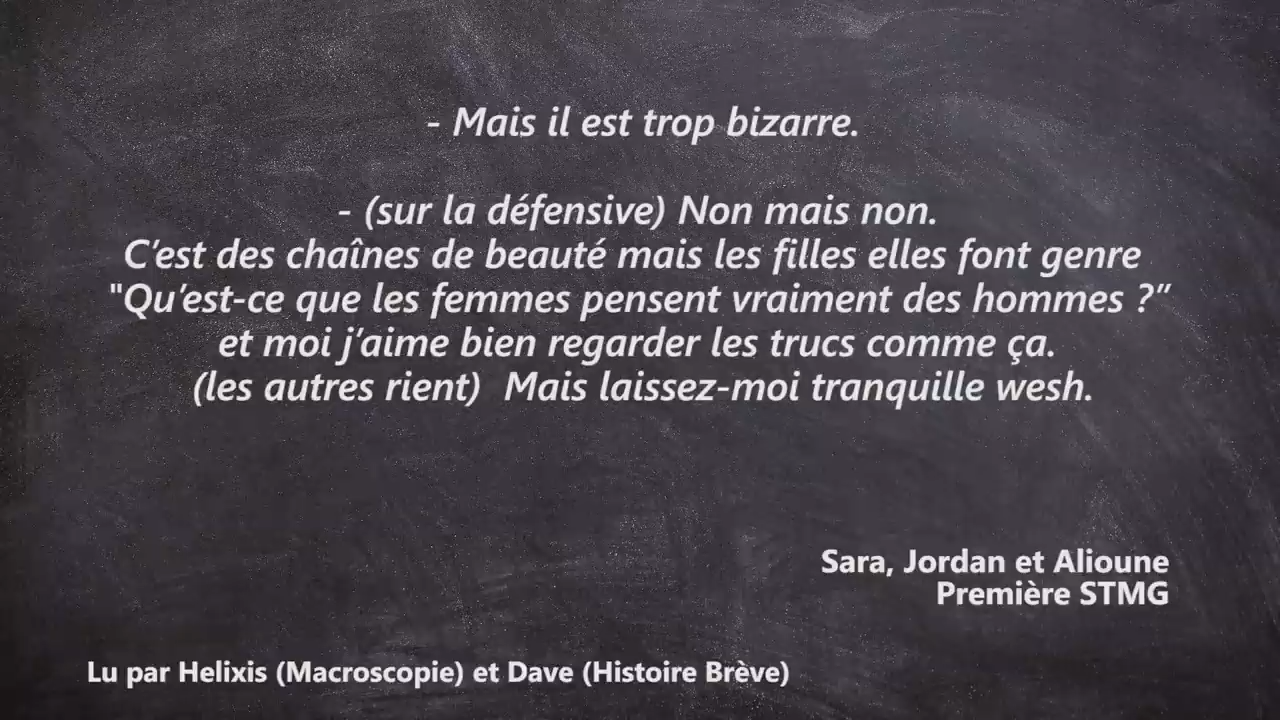 - Mais il est trop bizarre.
- (sur la défensive) Non mais non.
C'est des chaînes de beauté mais les filles elles font genre
"Qu'est-ce que les femmes pensent vraiment des hommes ?”
et moi j'aime bien regarder les trucs comme ça.
(les autres rient)  Mais laissez-moi tranquille wesh.
Sara, Jordan et Alioune
Première STMG
Lu par Helixis (Macroscopie) et Dave (Histoire Brève)